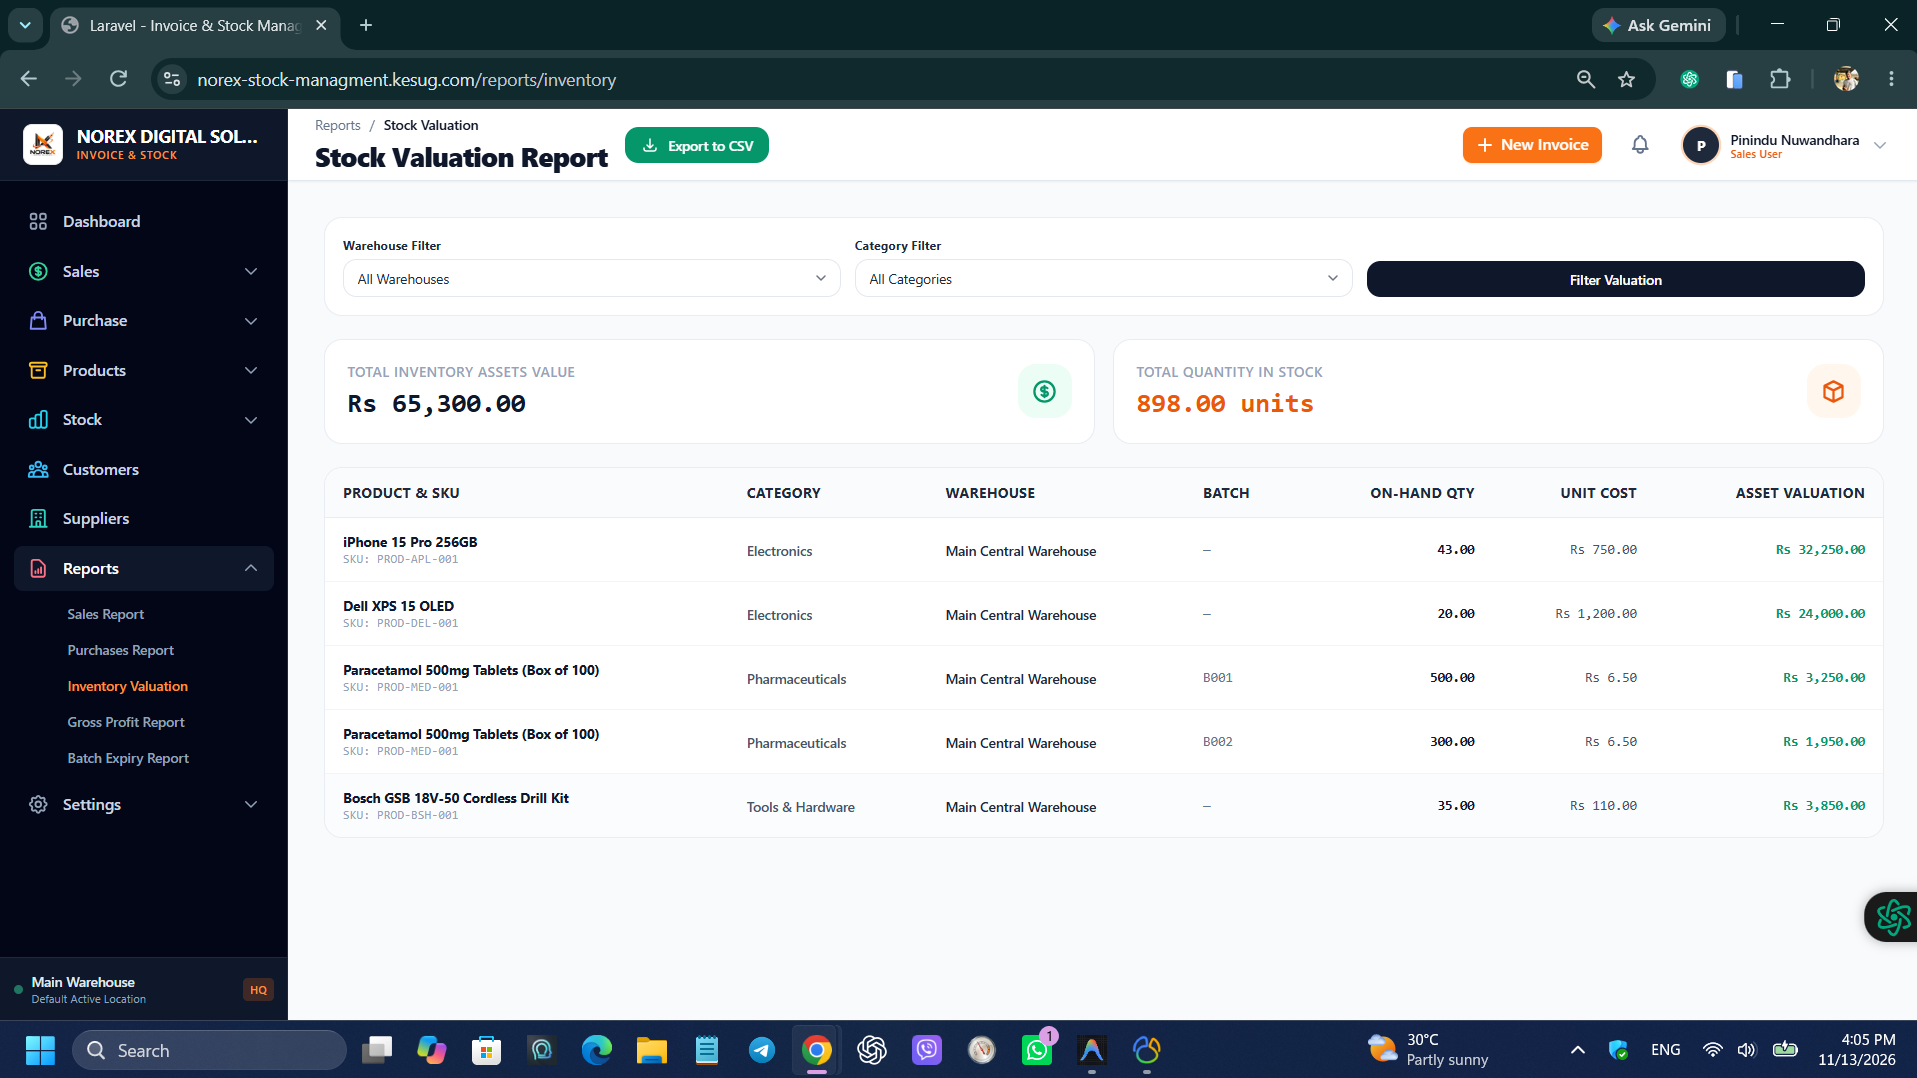 Laravel - Invoice & Stock Manag
Ask Gemini
norex-stock-managment.kesug.com/reports/inventory
NOREX
NOREX DIGITAL SOL...
INVOICE & STOCK
Reports / Stock Valuation
Stock Valuation Report
Export to CSV
New Invoice
P
Pinindu Nuwandhara
Sales User
Dashboard
Sales
Purchase
Products
Stock
Customers
Suppliers
Reports
Sales Report
Purchases Report
Inventory Valuation
Gross Profit Report
Batch Expiry Report
Settings
Main Warehouse
Default Active Location
HQ
Warehouse Filter
All Warehouses
Category Filter
All Categories
Filter Valuation
TOTAL INVENTORY ASSETS VALUE
Rs 65,300.00
TOTAL QUANTITY IN STOCK
898.00 units
PRODUCT & SKU CATEGORY WAREHOUSE BATCH ON-HAND QTY UNIT COST ASSET VALUATION
iPhone 15 Pro 256GB
SKU: PROD-APL-001
Electronics Main Central Warehouse — 43.00 Rs 750.00 Rs 32,250.00
Dell XPS 15 OLED
SKU: PROD-DEL-001
Electronics Main Central Warehouse — 20.00 Rs 1,200.00 Rs 24,000.00
Paracetamol 500mg Tablets (Box of 100)
SKU: PROD-MED-001
Pharmaceuticals Main Central Warehouse B001 500.00 Rs 6.50 Rs 3,250.00
Paracetamol 500mg Tablets (Box of 100)
SKU: PROD-MED-001
Pharmaceuticals Main Central Warehouse B002 300.00 Rs 6.50 Rs 1,950.00
Bosch GSB 18V-50 Cordless Drill Kit
SKU: PROD-BSH-001
Tools & Hardware Main Central Warehouse — 35.00 Rs 110.00 Rs 3,850.00
Search
1
30°C
Partly sunny
ENG
4:05 PM
11/13/2026